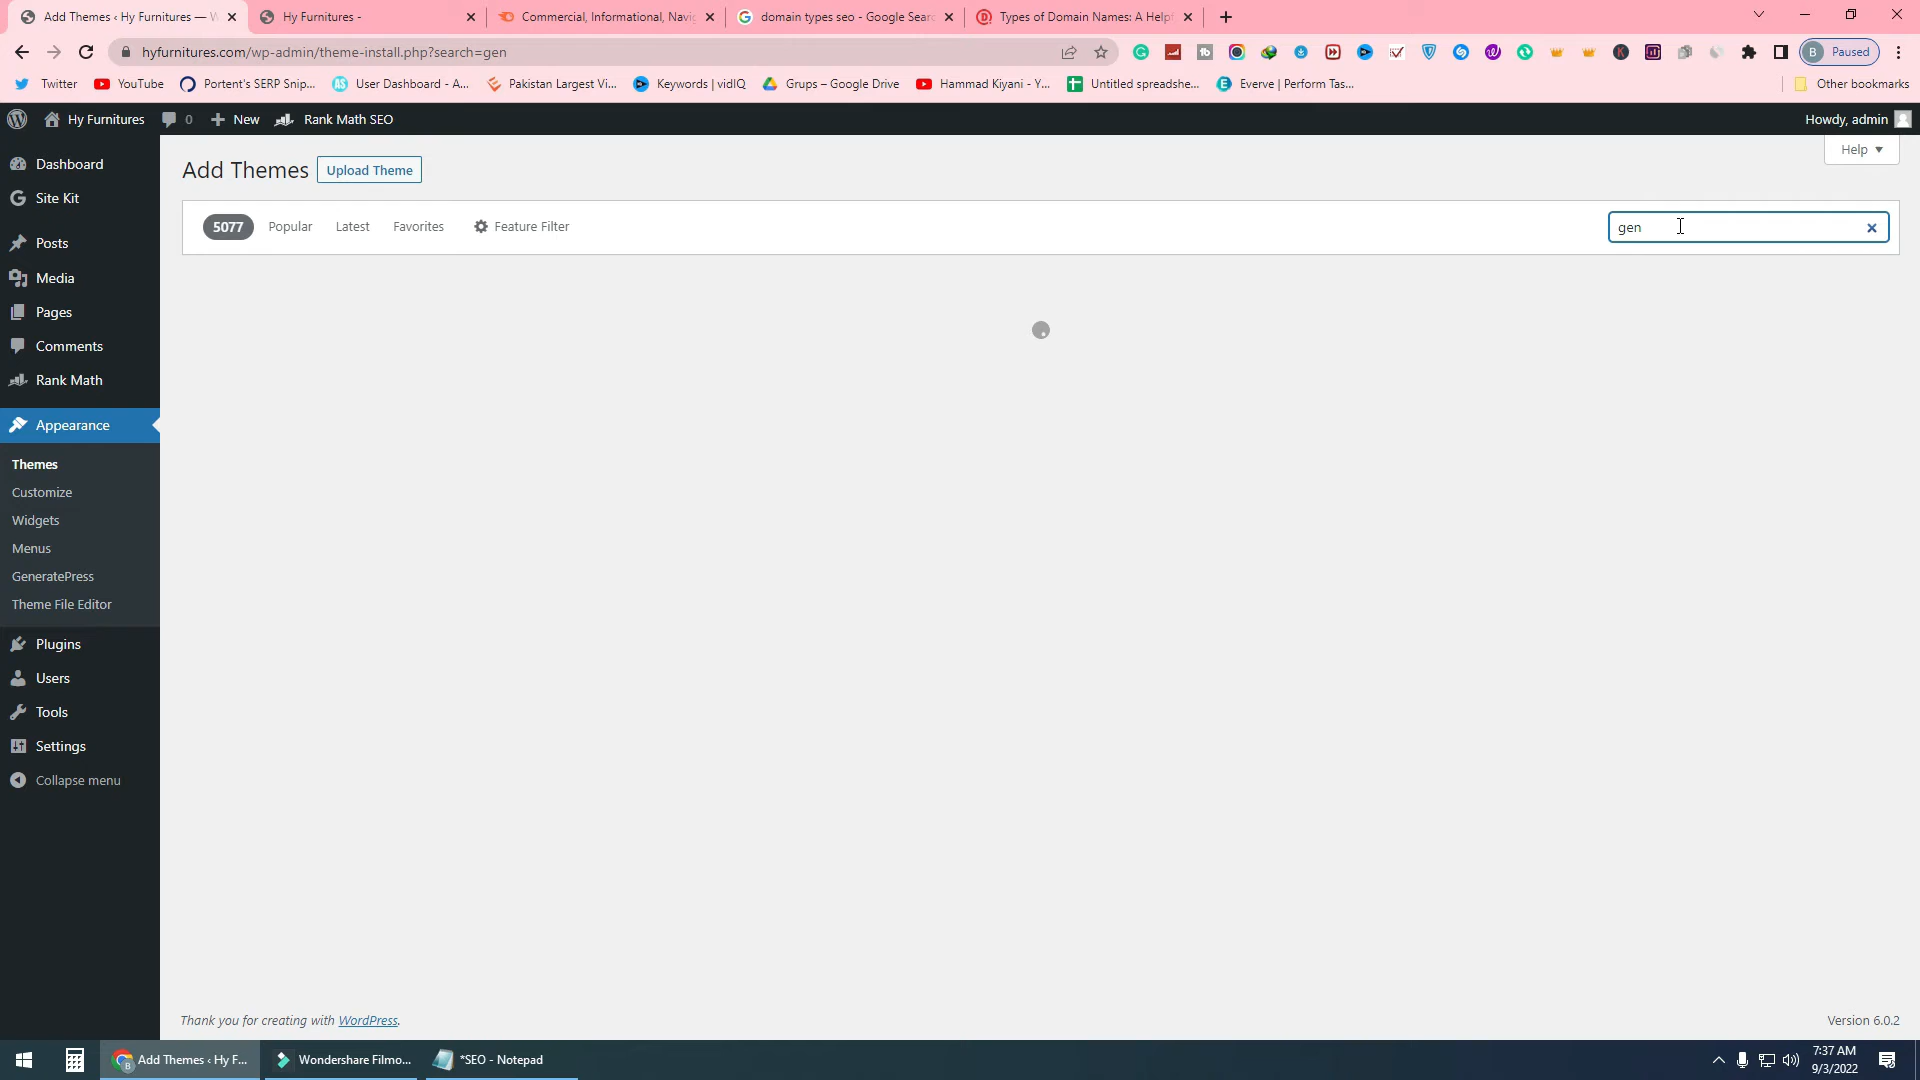 Add Themes ‹ Hy Furnitures — W
Hy Furnitures -
Commercial, Informational, Navig
domain types seo - Google Searc
Types of Domain Names: A Helpf
hyfurnitures.com/wp-admin/theme-install.php?search=gen
B Paused
Twitter
YouTube
Portent's SERP Snip...
User Dashboard - A...
Pakistan Largest Vi...
Keywords | vidIQ
Grups – Google Drive
Hammad Kiyani - Y...
Untitled spreadshe...
Everve | Perform Tas...
Other bookmarks
Hy Furnitures
0
New
Rank Math SEO
Howdy, admin
Dashboard
Site Kit
Posts
Media
Pages
Comments
Rank Math
Appearance
Themes
Customize
Widgets
Menus
GeneratePress
Theme File Editor
Plugins
Users
Tools
Settings
Collapse menu
Help
Add Themes
Upload Theme
5077
Popular
Latest
Favorites
Feature Filter
gen
Thank you for creating with WordPress.
Version 6.0.2
Add Themes ‹ Hy F...
Wondershare Filmo...
*SEO - Notepad
7:37 AM
9/3/2022